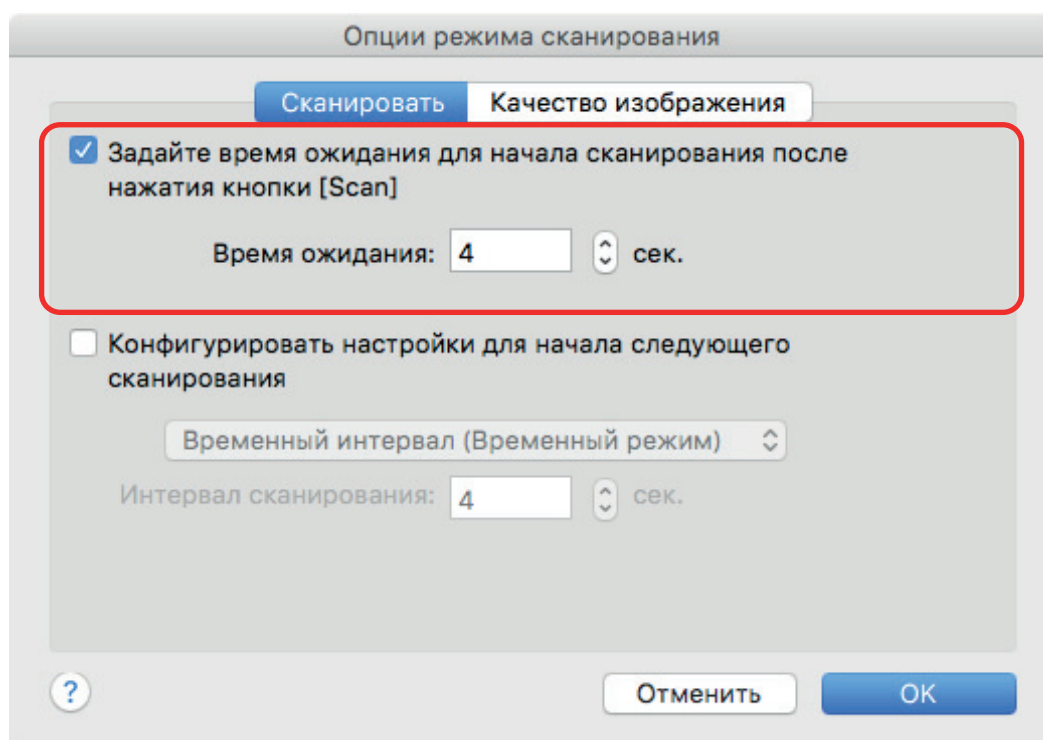 Опции режима сканирования
Сканировать Качество изображения
Задайте время ожидания для начала сканирования после
нажатия кнопки [Scan]
Время ожидания: 4 сек.
Конфигурировать настройки для начала следующего
сканирования
Временный интервал (Временный режим)
Интервал сканирования: 4 сек.
? Отменить OK